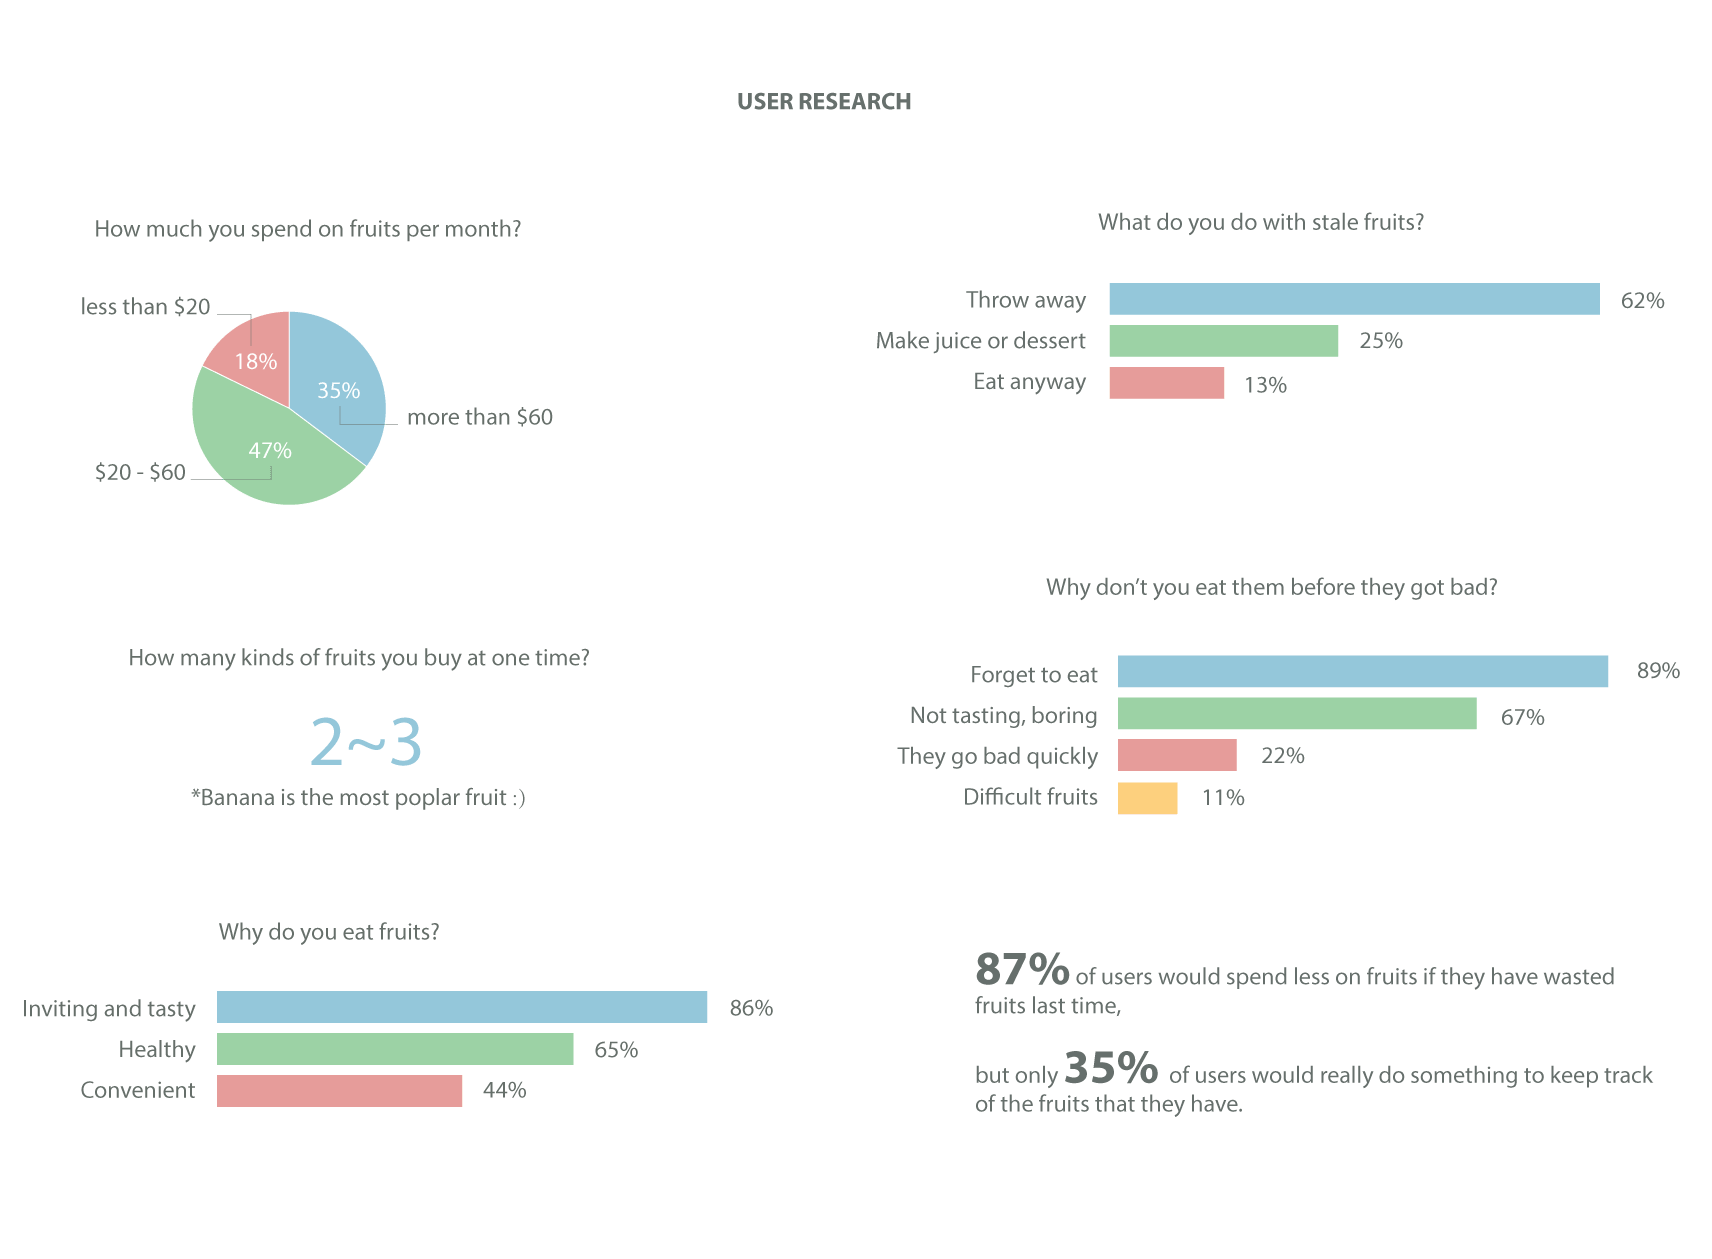 USER RESEARCH
How much you spend on fruits per month?
less than $20
18%
35%
more than $60
47%
$20 - $60
How many kinds of fruits you buy at one time?
2~3
*Banana is the most poplar fruit :)
Why do you eat fruits?
Inviting and tasty 86%
Healthy 65%
Convenient 44%
What do you do with stale fruits?
Throw away 62%
Make juice or dessert 25%
Eat anyway 13%
Why don’t you eat them before they got bad?
Forget to eat 89%
Not tasting, boring 67%
They go bad quickly 22%
Difficult fruits 11%
87% of users would spend less on fruits if they have wasted
fruits last time,
but only 35% of users would really do something to keep track
of the fruits that they have.